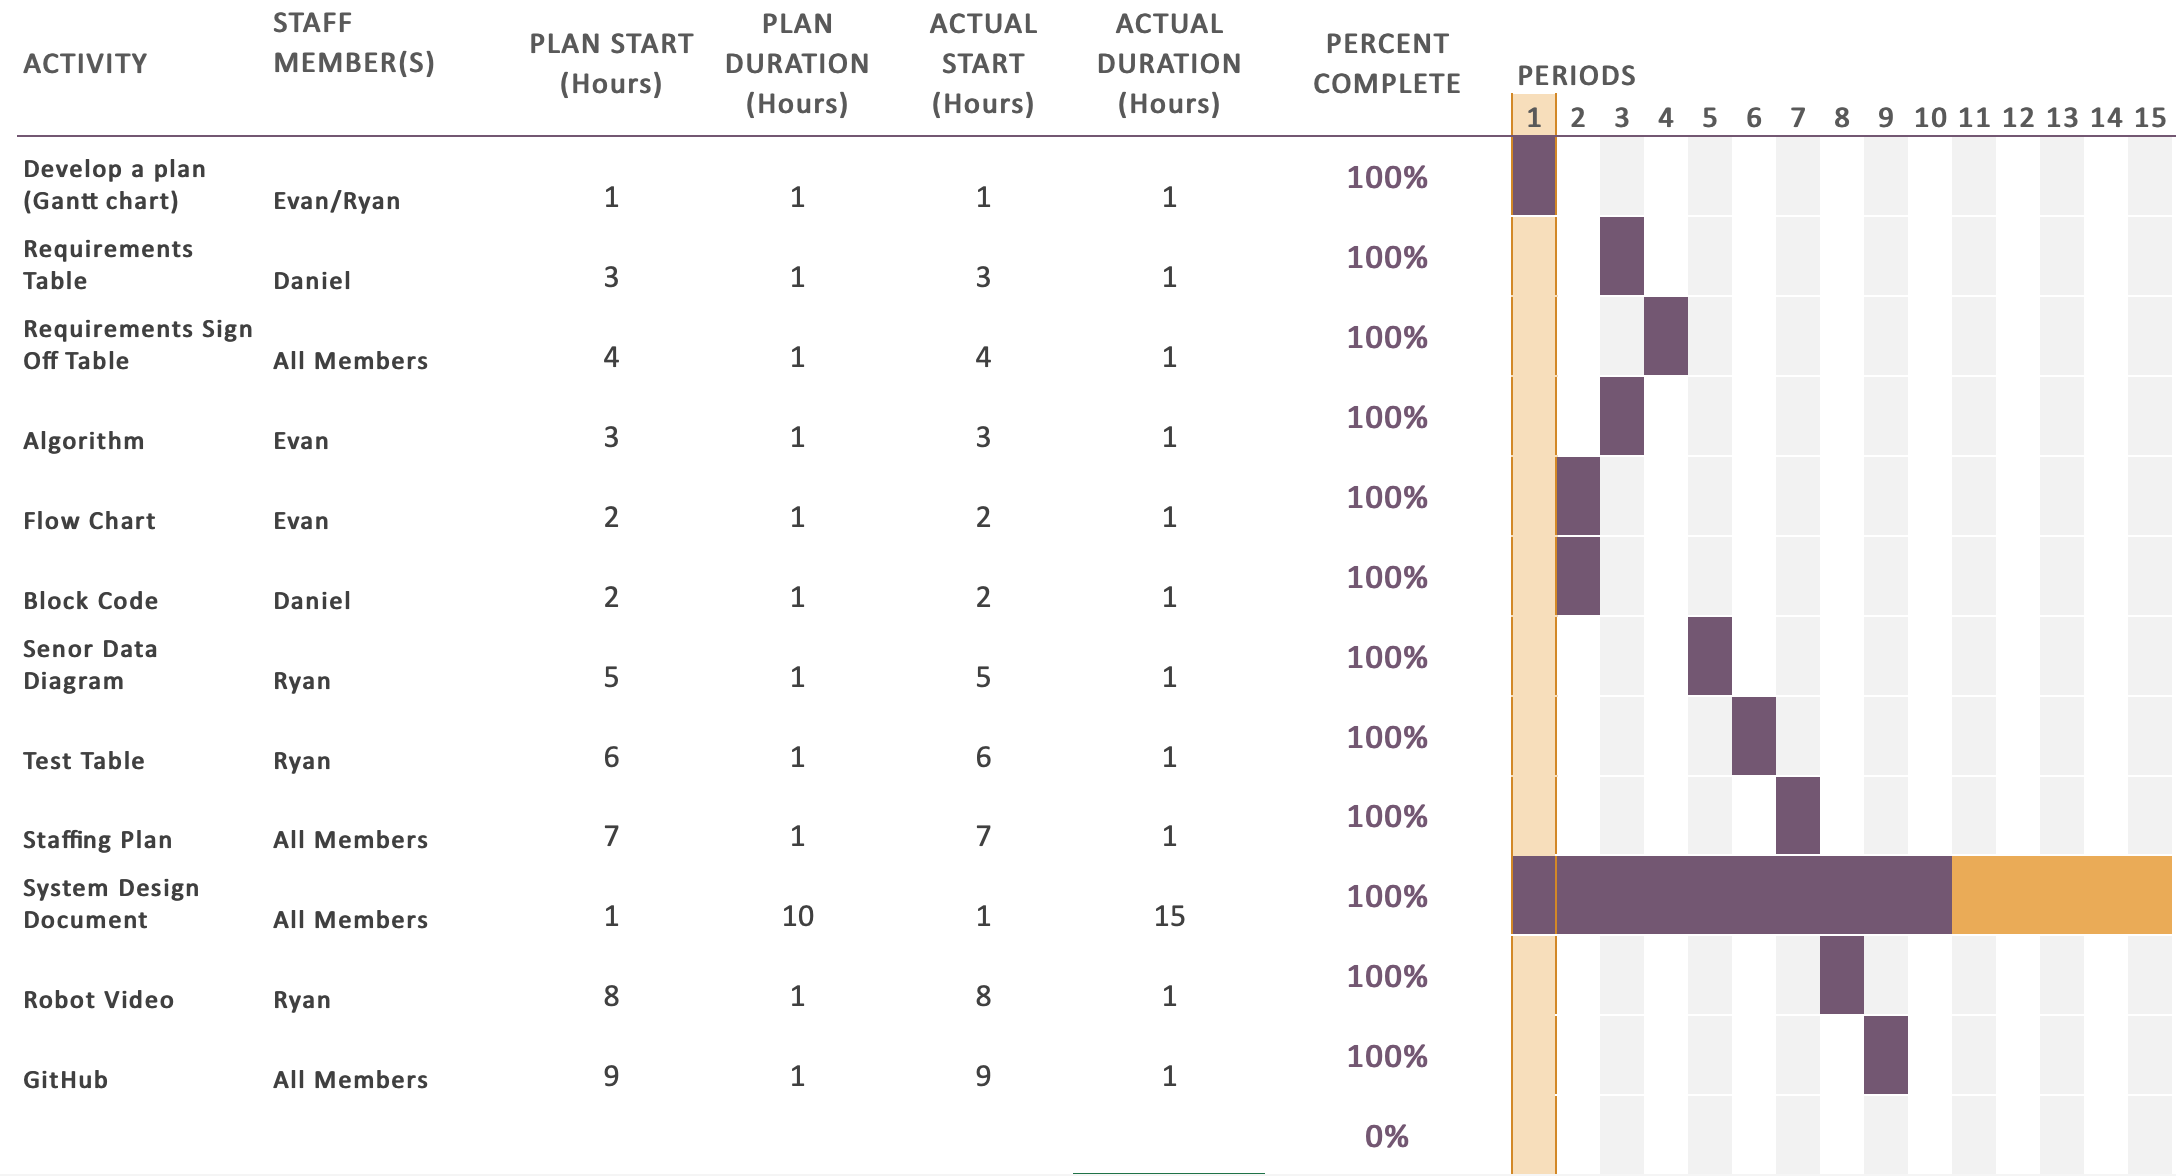 ACTIVITY
STAFF
MEMBER(S)
PLAN START
(Hours)
PLAN
DURATION
(Hours)
ACTUAL
START
(Hours)
ACTUAL
DURATION
(Hours)
PERCENT
COMPLETE
PERIODS
1 2 3 4 5 6 7 8 9 10 11 12 13 14 15
Develop a plan
(Gantt chart) Evan/Ryan 1 1 1 1 100%
Requirements
Table Daniel 3 1 3 1 100%
Requirements Sign
Off Table All Members 4 1 4 1 100%
Algorithm Evan 3 1 3 1 100%
Flow Chart Evan 2 1 2 1 100%
Block Code Daniel 2 1 2 1 100%
Senor Data
Diagram Ryan 5 1 5 1 100%
Test Table Ryan 6 1 6 1 100%
Staffing Plan All Members 7 1 7 1 100%
System Design
Document All Members 1 10 1 15 100%
Robot Video Ryan 8 1 8 1 100%
GitHub All Members 9 1 9 1 100%
0%